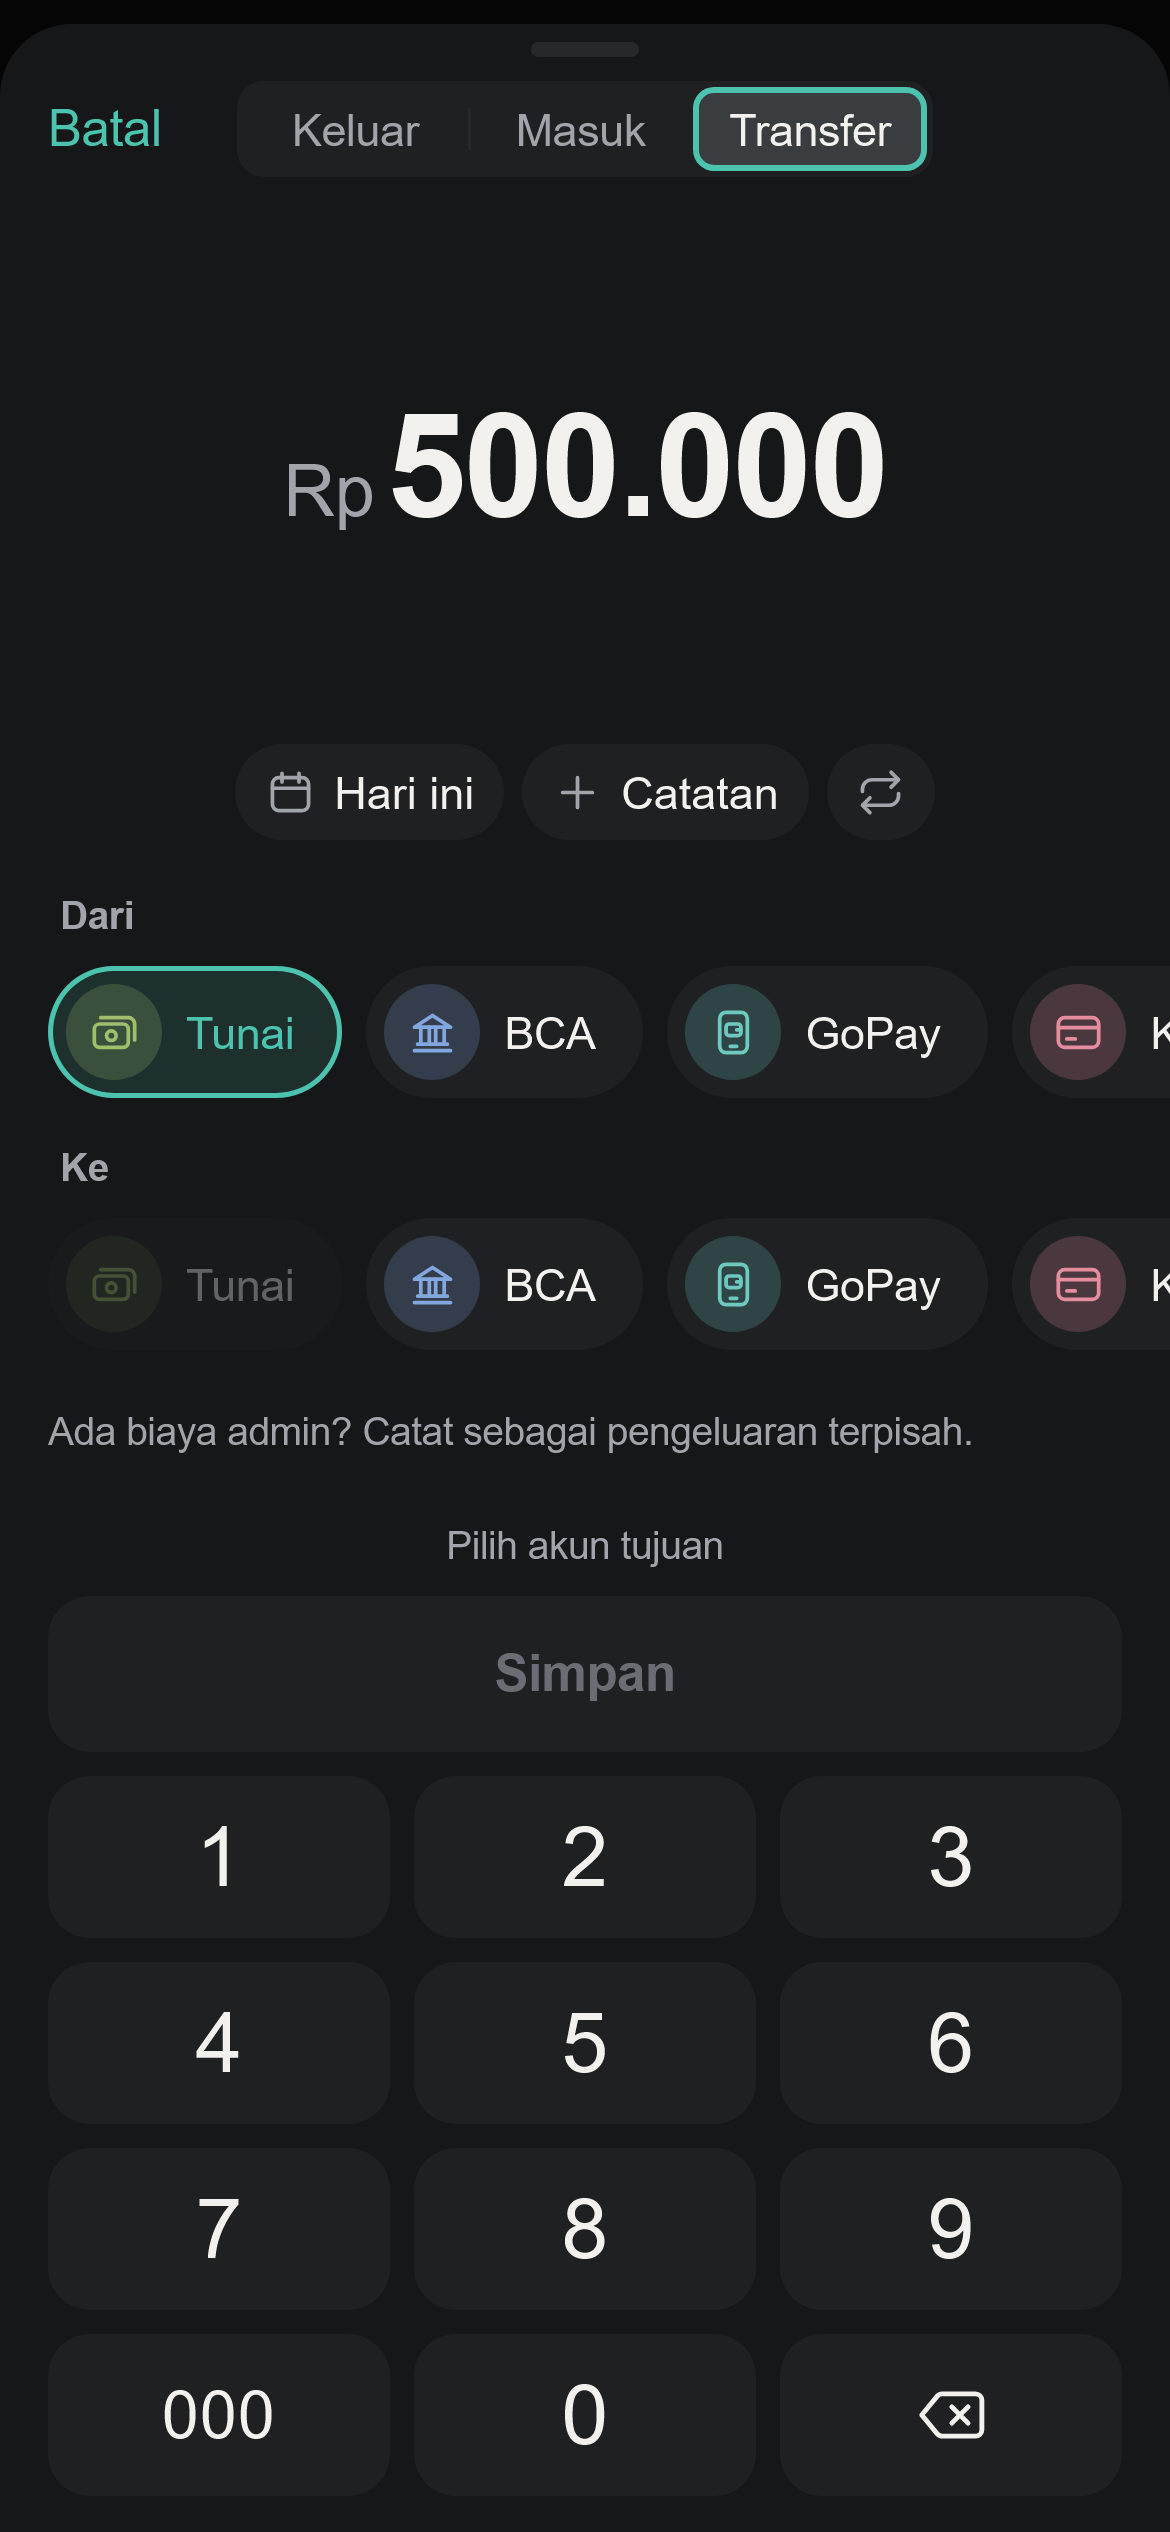 Batal Keluar Masuk Transfer
Rp 500.000
Hari ini Catatan
Dari
Tunai BCA GoPay K
Ke
Tunai BCA GoPay K
Ada biaya admin? Catat sebagai pengeluaran terpisah.
Pilih akun tujuan
Simpan
1 2 3
4 5 6
7 8 9
000 0